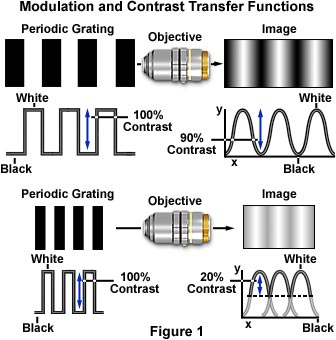 Modulation and Contrast Transfer Functions
Periodic Grating
Objective
Image
White
100%
Contrast
Black
y
White
90%
Contrast
x
Black
Periodic Grating
Objective
Image
White
100%
Contrast
Black
y
White
20%
Contrast
x
Black
Figure 1